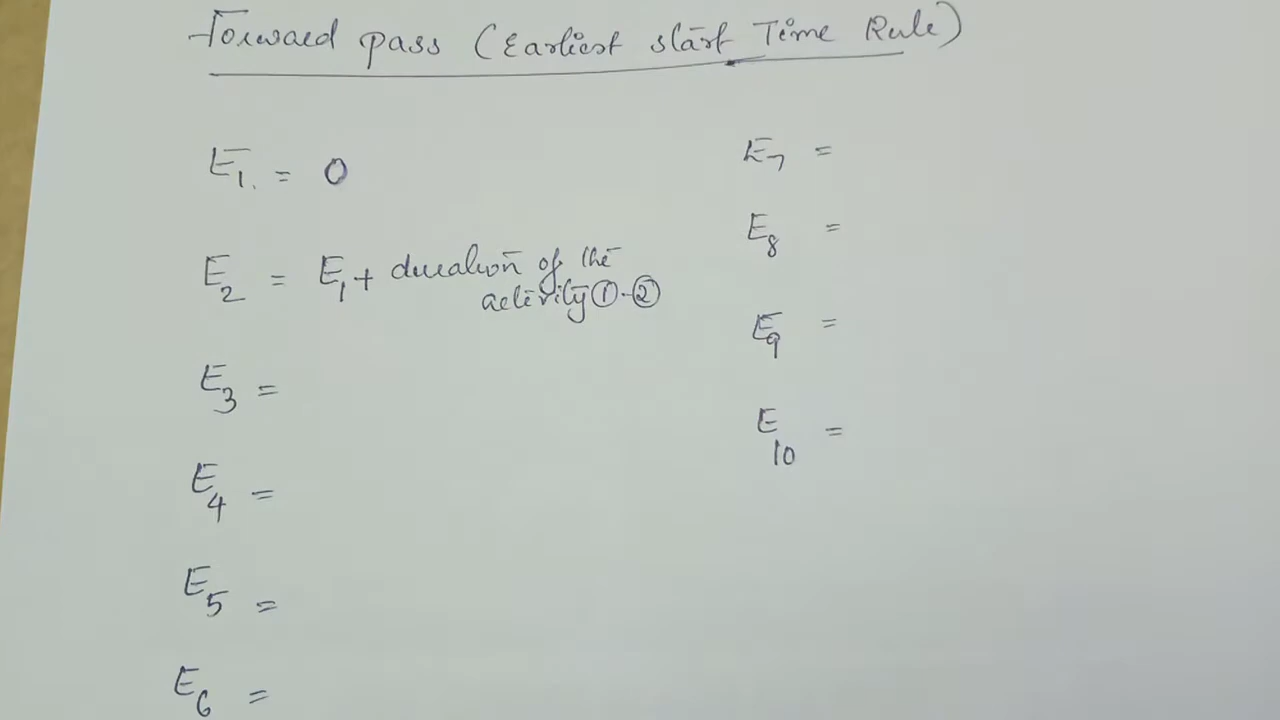 Forward pass (Earliest start Time Rule)
E1. = 0
E2 = E1 + duration of the
activity ①-②
E3 =
E4 =
E5 =
E6 =
E7 =
E8 =
E9 =
E10 =